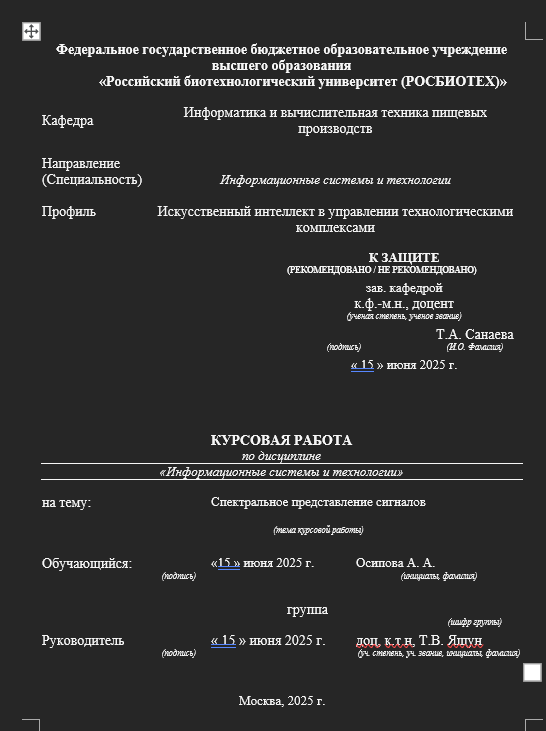 Федеральное государственное бюджетное образовательное учреждение
высшего образования
«Российский биотехнологический университет (РОСБИОТЕХ)»
Кафедра
Информатика и вычислительная техника пищевых
производств
Направление
(Специальность)
Информационные системы и технологии
Профиль
Искусственный интеллект в управлении технологическими
комплексами
К ЗАЩИТЕ
(РЕКОМЕНДОВАНО / НЕ РЕКОМЕНДОВАНО)
зав. кафедрой
к.ф.-м.н., доцент
(ученая степень, ученое звание)
Т.А. Санаева
(подпись) (И.О. Фамилия)
« 15 » июня 2025 г.
КУРСОВАЯ РАБОТА
по дисциплине
«Информационные системы и технологии»
на тему: Спектральное представление сигналов
(тема курсовой работы)
Обучающийся: «15 » июня 2025 г. Осипова А. А.
(подпись) (инициалы, фамилия)
группа
(шифр группы)
Руководитель « 15 » июня 2025 г. доц. к.т.н. Т.В. Яшун
(подпись) (уч. степень, уч. звание, инициалы, фамилия)
Москва, 2025 г.